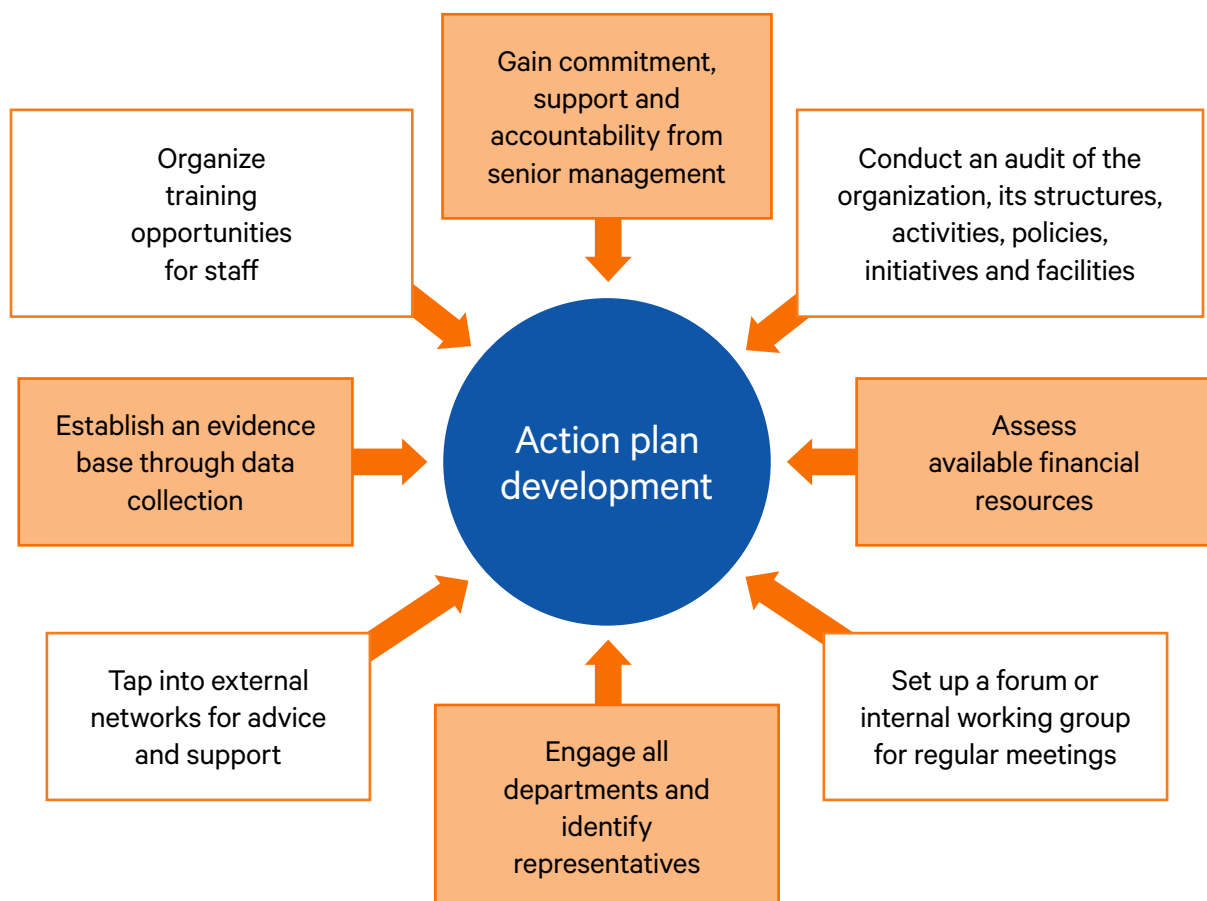 Gain commitment,
support and
accountability from
senior management
Organize
training
opportunities
for staff
Conduct an audit of the
organization, its structures,
activities, policies,
initiatives and facilities
Establish an evidence
base through data
collection
Action plan
development
Assess
available financial
resources
Tap into external
networks for advice
and support
Engage all
departments and
identify
representatives
Set up a forum or
internal working group
for regular meetings